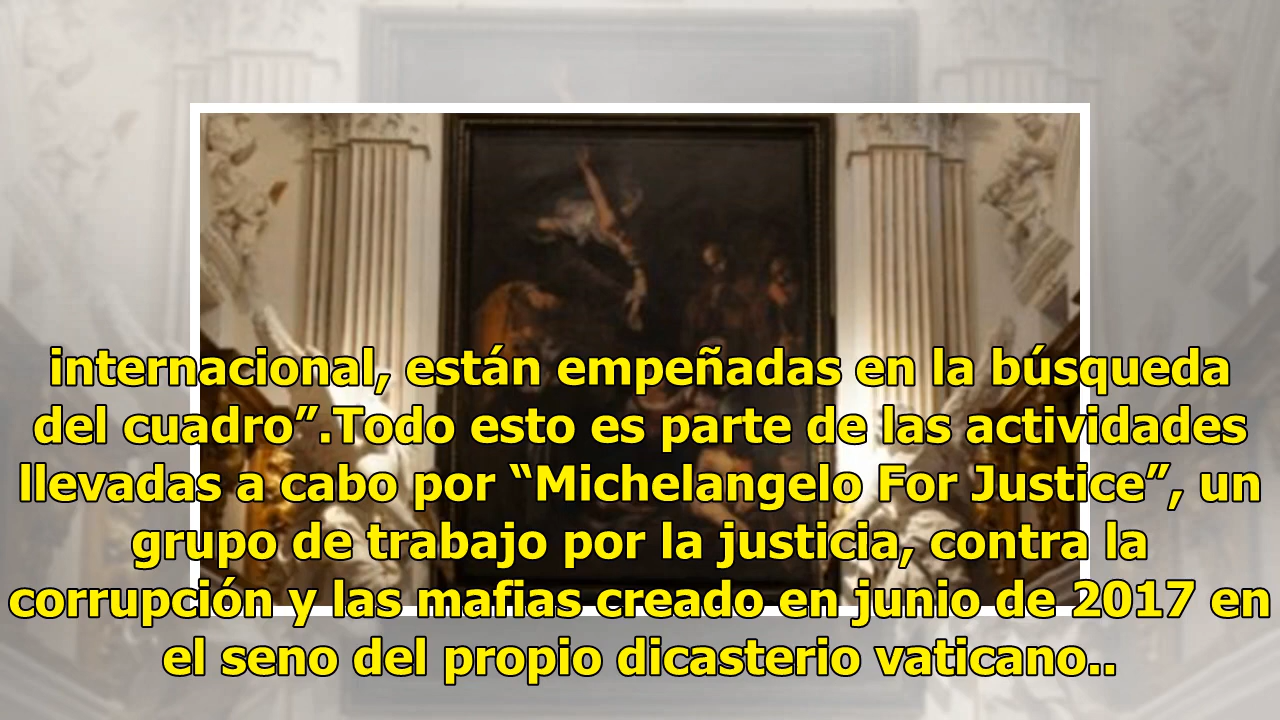 internacional, están empeñadas en la búsqueda
del cuadro”.Todo esto es parte de las actividades
llevadas a cabo por “Michelangelo For Justice”, un
grupo de trabajo por la justicia, contra la
corrupción y las mafias creado en junio de 2017 en
el seno del propio dicasterio vaticano..